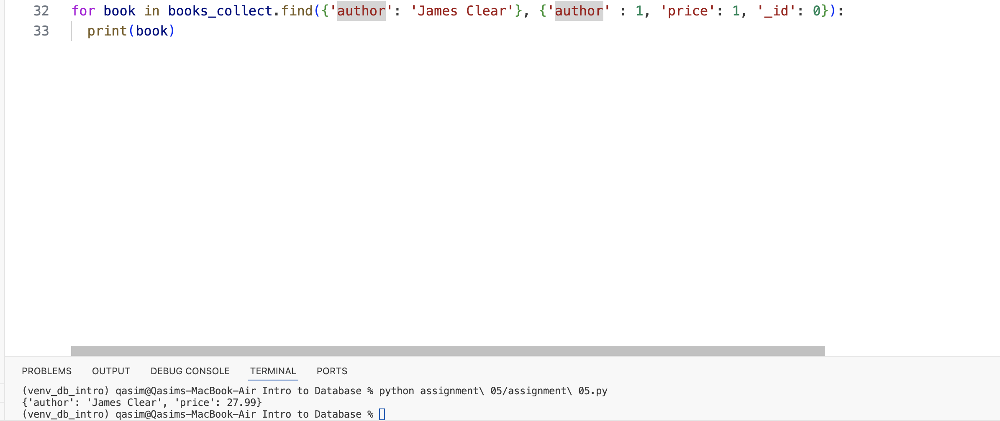 32 for book in books_collect.find({'author': 'James Clear'}, {'author' : 1, 'price': 1, '_id': 0}):
33 print(book)
PROBLEMS OUTPUT DEBUG CONSOLE TERMINAL PORTS
(venv_db_intro) qasim@Qasims-MacBook-Air Intro to Database % python assignment\ 05/assignment\ 05.py
{'author': 'James Clear', 'price': 27.99}
(venv_db_intro) qasim@Qasims-MacBook-Air Intro to Database %